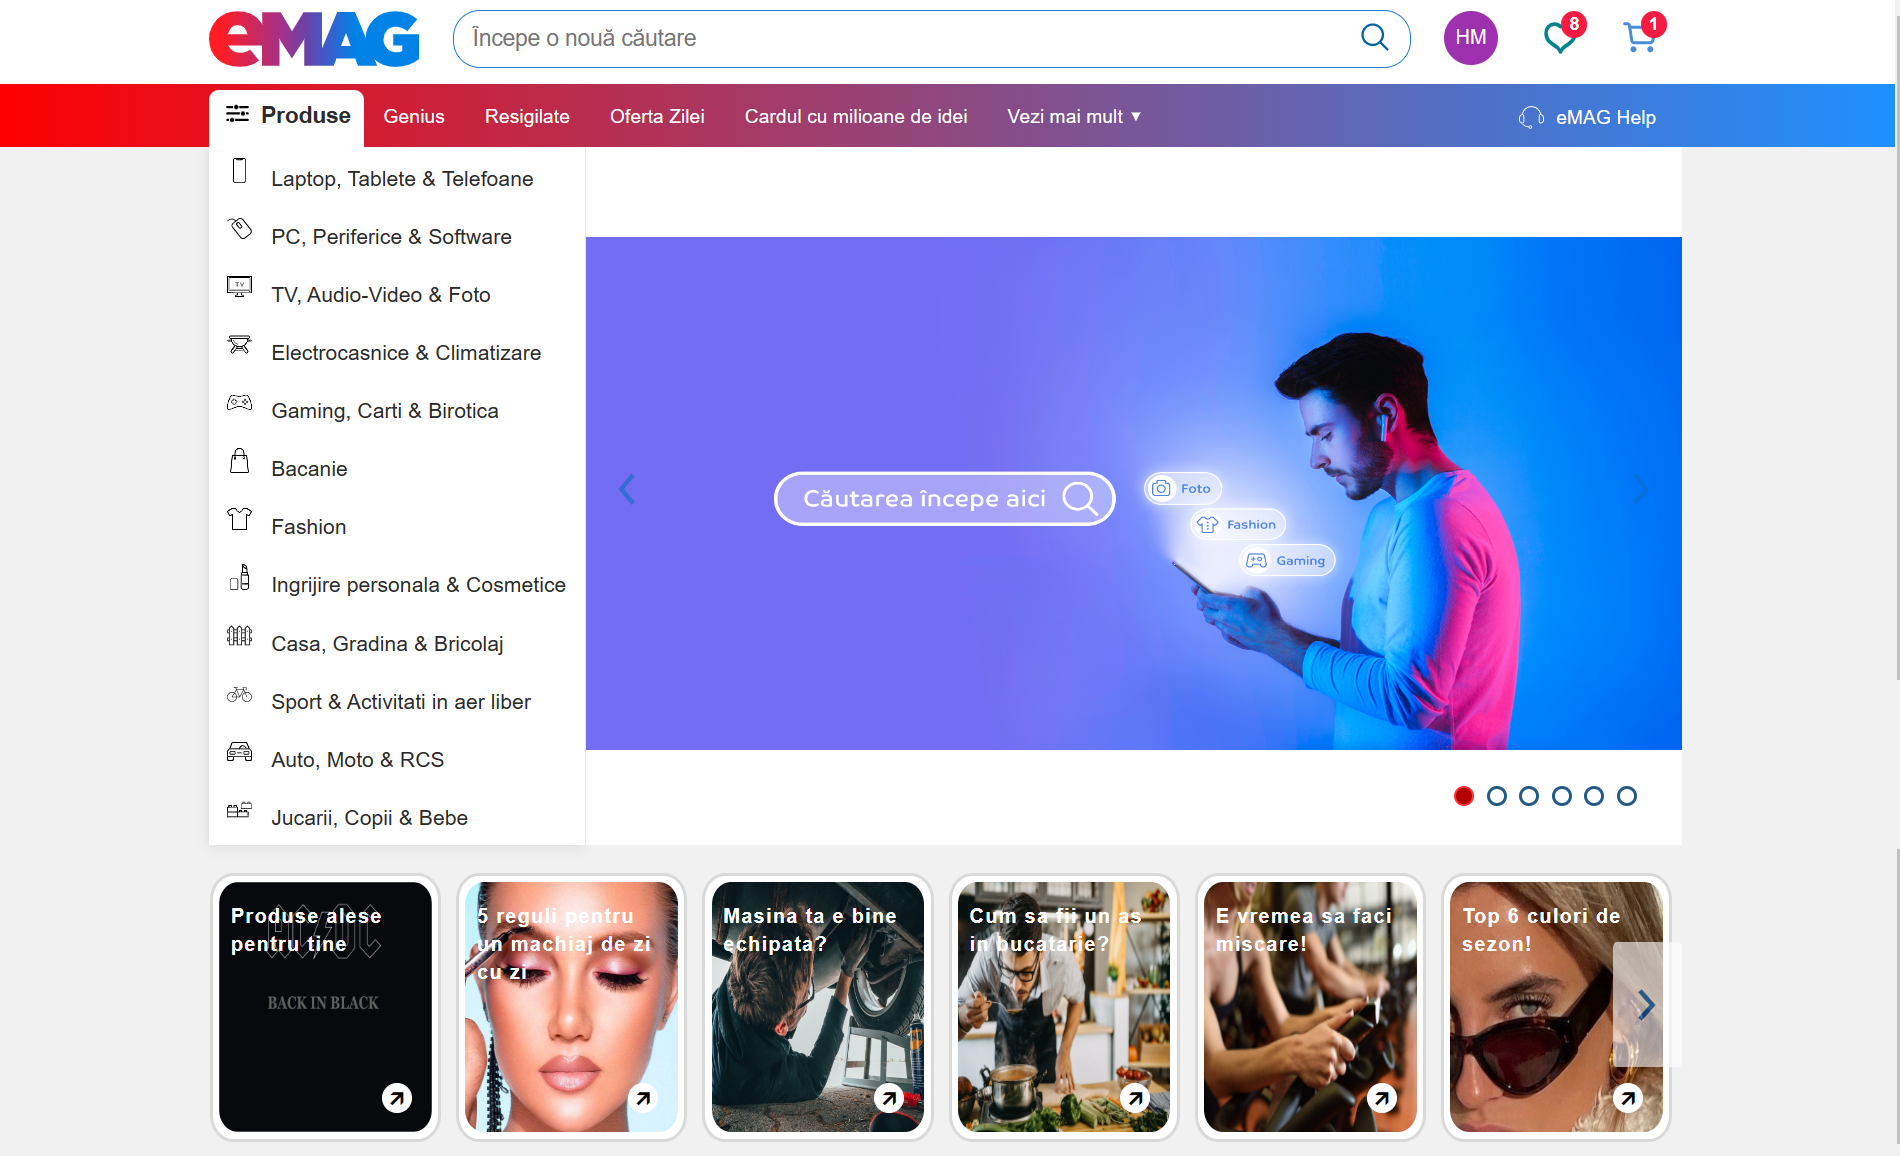 eMAG
Începe o nouă căutare
HM
8
1
Produse
Genius
Resigilate
Oferta Zilei
Cardul cu milioane de idei
Vezi mai mult ▼
eMAG Help
Laptop, Tablete & Telefoane
PC, Periferice & Software
TV
TV, Audio-Video & Foto
Electrocasnice & Climatizare
Gaming, Carti & Birotica
Bacanie
Fashion
Ingrijire personala & Cosmetice
Casa, Gradina & Bricolaj
Sport & Activitati in aer liber
Auto, Moto & RCS
Jucarii, Copii & Bebe
Căutarea începe aici
Foto
Fashion
Gaming
Produse alese
pentru tine
AC/DC
BACK IN BLACK
5 reguli pentru
un machiaj de zi
cu zi
Masina ta e bine
echipata?
Cum sa fii un as
in bucatarie?
E vremea sa faci
miscare!
Top 6 culori de
sezon!